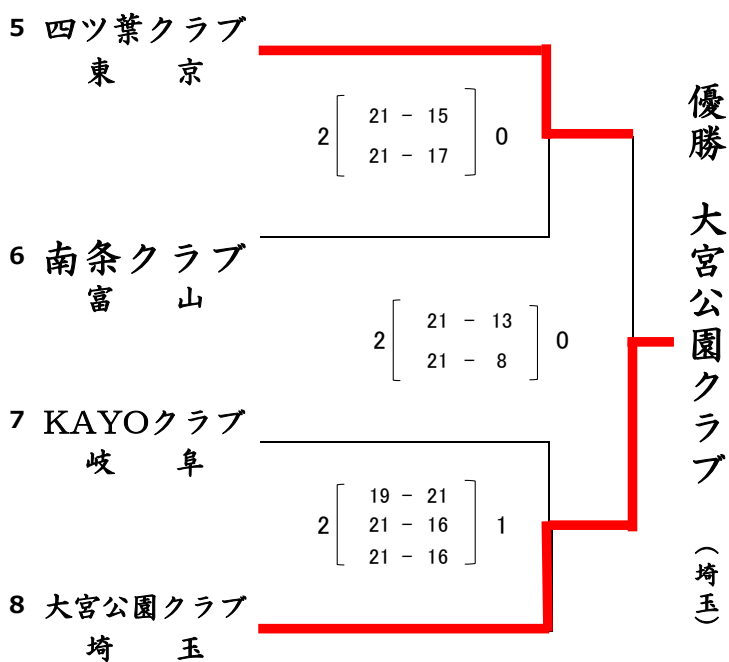 5 四ツ葉クラブ
東 京
21 - 15
2 0
21 - 17
6 南条クラブ
富 山
21 - 13
2 0
21 - 8
7 KAYOクラブ
岐 阜
19 - 21
2 21 - 16 1
21 - 16
8 大宮公園クラブ
埼 玉
優勝 大宮公園クラブ (埼玉)